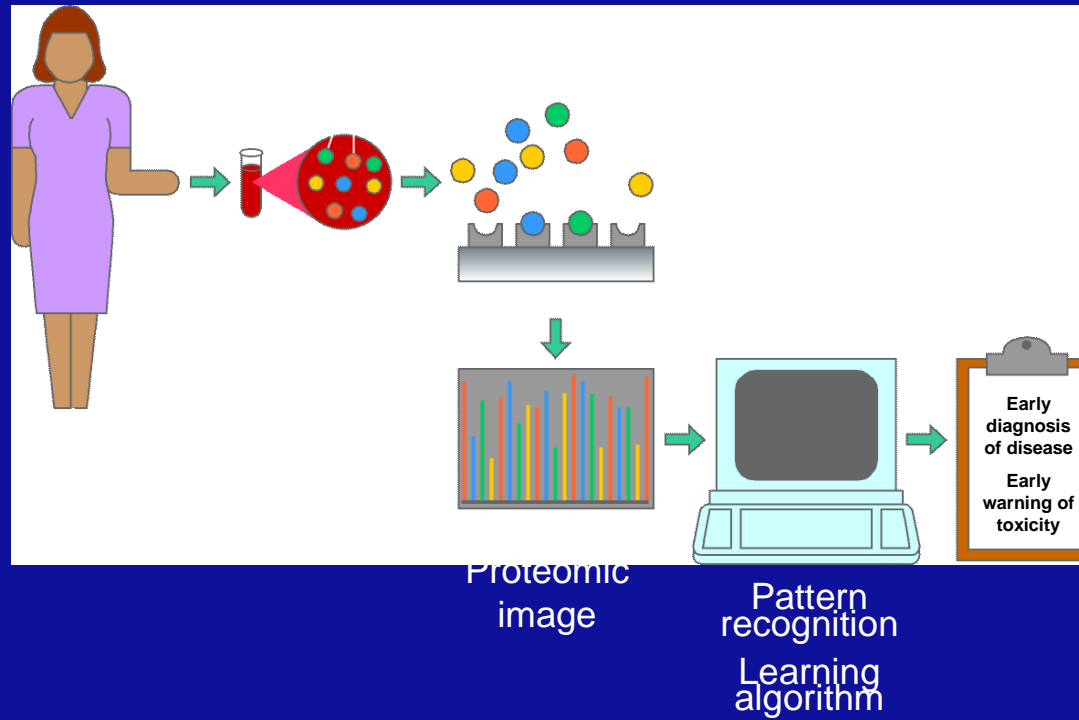 Early
diagnosis
of disease
Early
warning of
toxicity
Proteomic
image
Pattern
recognition
Learning
algorithm